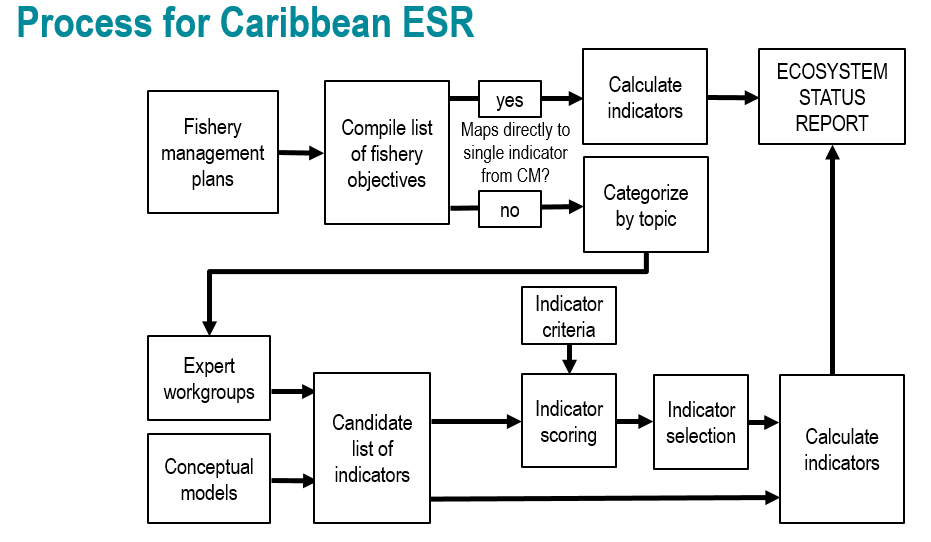 Process for Caribbean ESR
Fishery
management
plans
Compile list
of fishery
objectives
yes
Maps directly to
single indicator
from CM?
no
Calculate
indicators
ECOSYSTEM
STATUS
REPORT
Categorize
by topic
Expert
workgroups
Conceptual
models
Candidate
list of
indicators
Indicator
criteria
Indicator
scoring
Indicator
selection
Calculate
indicators